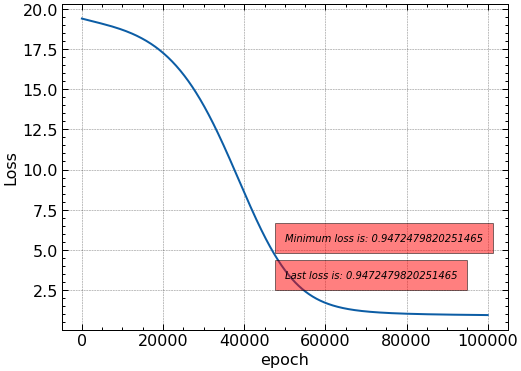 20.0
17.5
15.0
12.5
10.0
7.5
5.0
2.5
Loss
Minimum loss is: 0.9472479820251465
Last loss is: 0.9472479820251465
0 20000 40000 60000 80000 100000
epoch